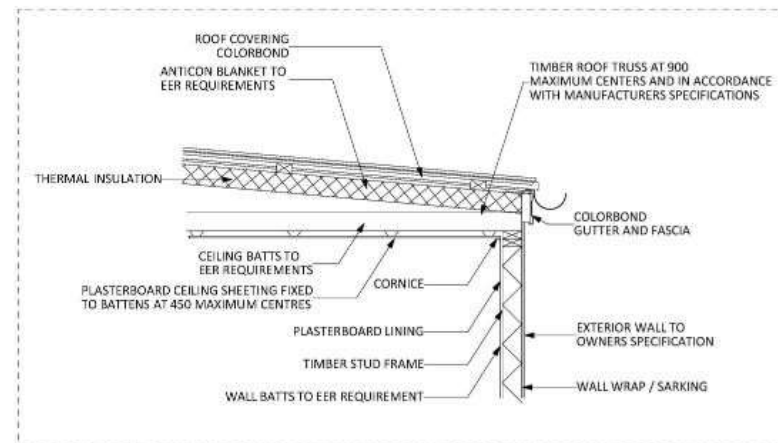 ROOF COVERING
COLORBOND
ANTICON BLANKET TO
EER REQUIREMENTS
THERMAL INSULATION
CEILING BATTS TO
EER REQUIREMENTS
PLASTERBOARD CEILING SHEETING FIXED
TO BATTENS AT 450 MAXIMUM CENTRES
CORNICE
PLASTERBOARD LINING
TIMBER STUD FRAME
WALL BATTS TO EER REQUIREMENT
TIMBER ROOF TRUSS AT 900
MAXIMUM CENTERS AND IN ACCORDANCE
WITH MANUFACTURERS SPECIFICATIONS
COLORBOND
GUTTER AND FASCIA
EXTERIOR WALL TO
OWNERS SPECIFICATION
WALL WRAP / SARKING